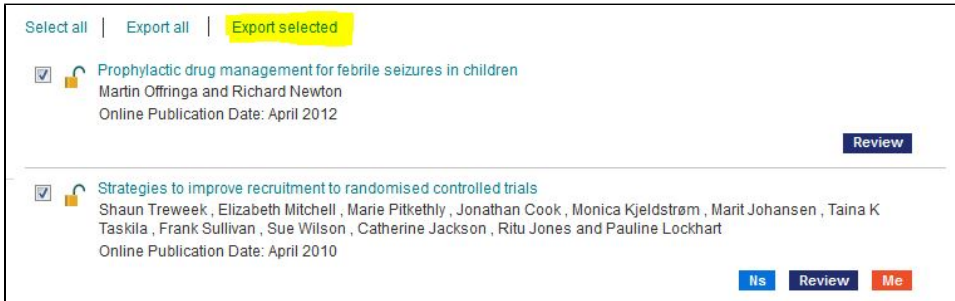 Select all | Export all | Export selected
Prophylactic drug management for febrile seizures in children
Martin Offringa and Richard Newton
Online Publication Date: April 2012
Review
Strategies to improve recruitment to randomised controlled trials
Shaun Treweek , Elizabeth Mitchell , Marie Pitkethly , Jonathan Cook , Monica Kjeldstrøm , Marit Johansen , Taina K
Taskila , Frank Sullivan , Sue Wilson , Catherine Jackson , Ritu Jones and Pauline Lockhart
Online Publication Date: April 2010
Ns Review Me